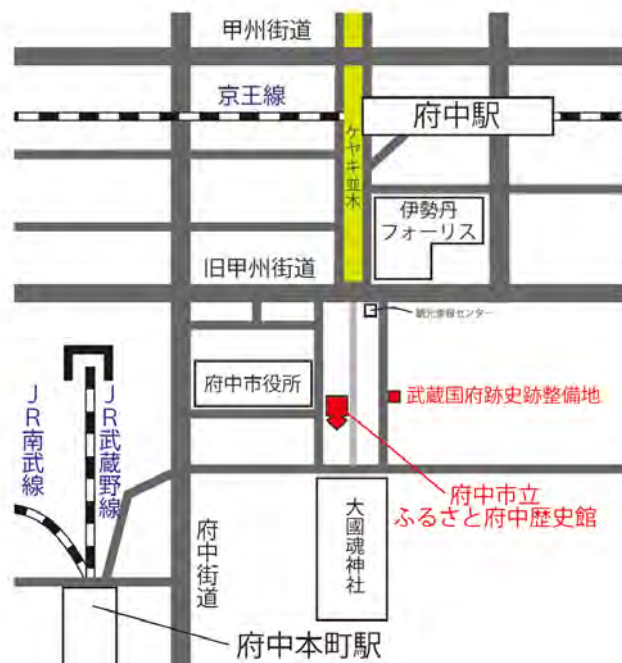 甲州街道
京王線
府中駅
ケヤキ並木
伊勢丹
フォーリス
旧甲州街道
観光情報センター
府中市役所
武蔵国府跡史跡整備地
JR南武線
JR武蔵野線
府中市立
ふるさと府中歴史館
大國魂神社
府中街道
府中本町駅